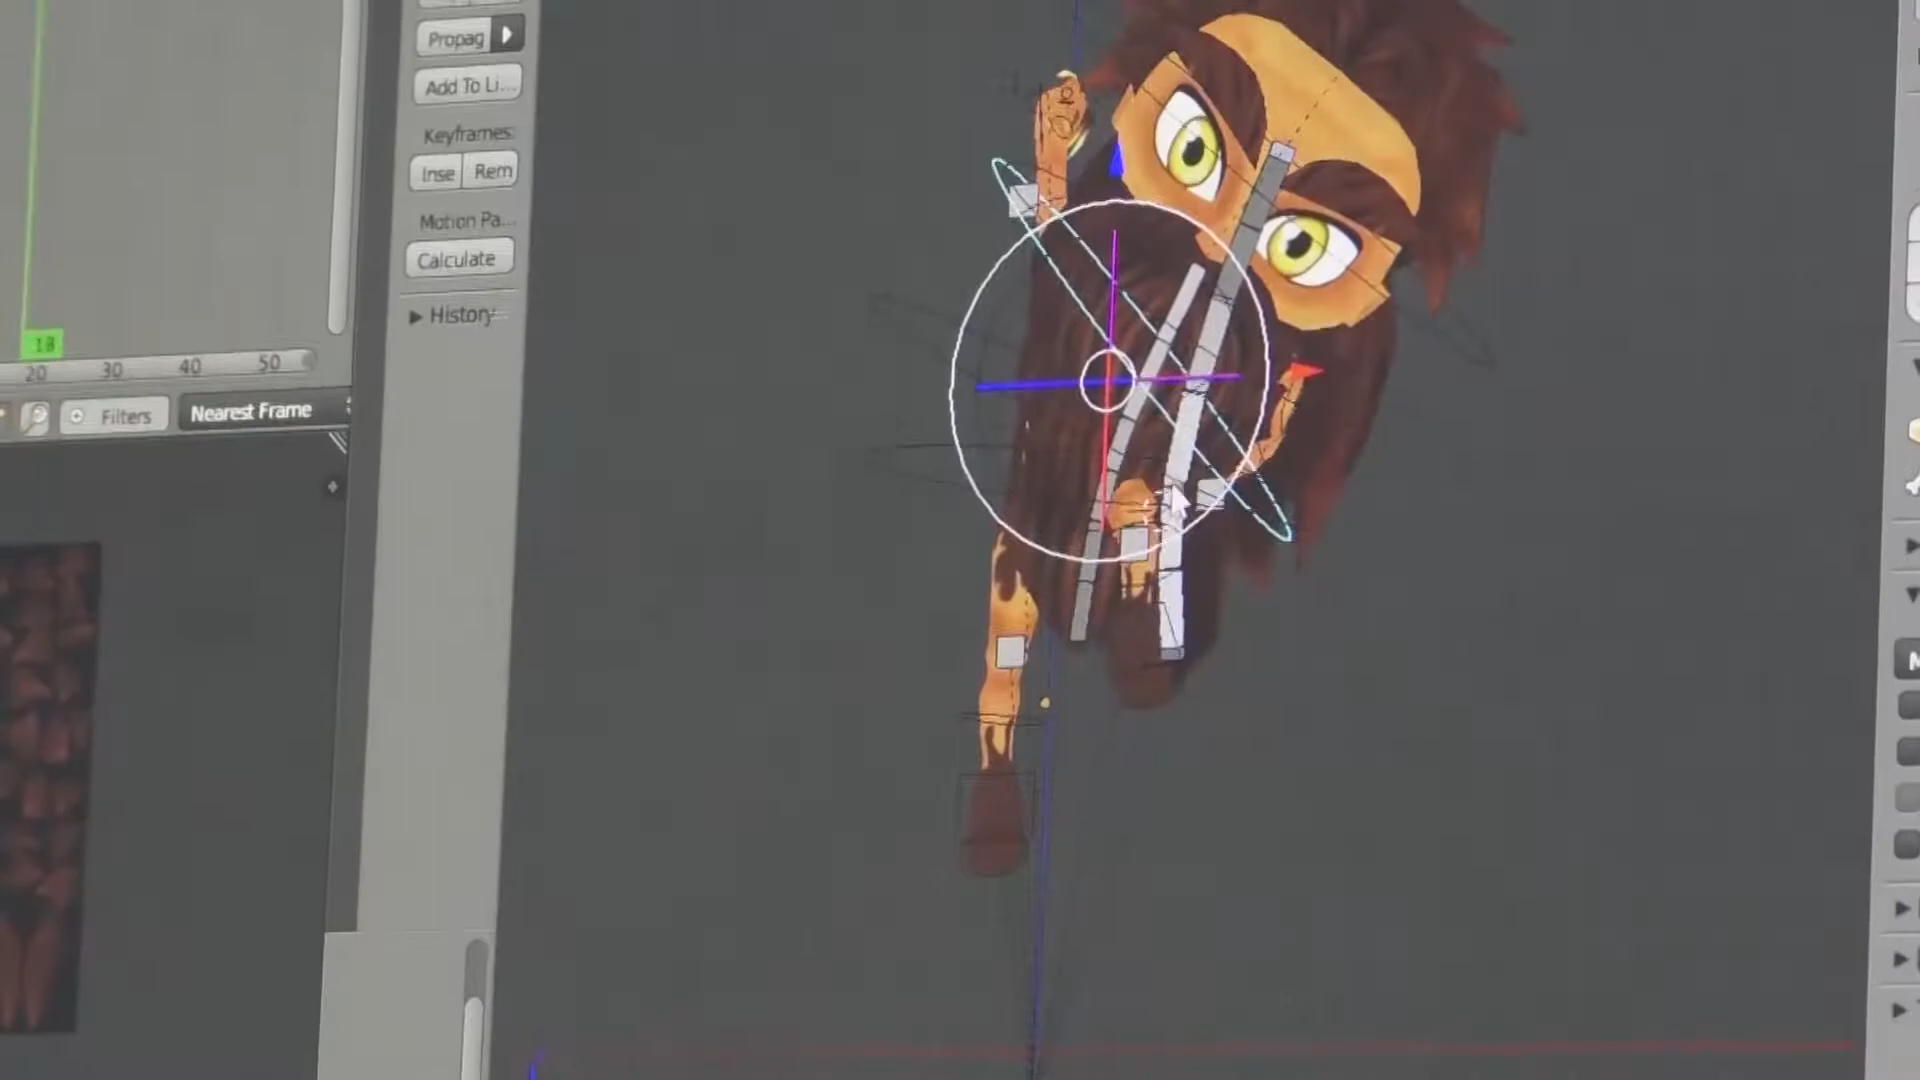 Propag
Add To Li...
Keyframes:
Inse Rem
Motion Pa...
Calculate
History
18
20 30 40 50
Filters Nearest Frame